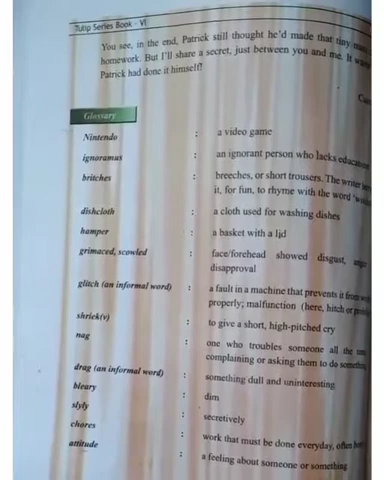 Tulip Series Book - VI
You see, in the end, Patrick still thought he'd made that tiny
homework. But I'll share a secret, just between you and me. It
Patrick had done it himself!
Glossary
Nintendo : a video game
ignoramus : an ignorant person who lacks
britches : breeches, or short trousers. The writer
it, for fun, to rhyme with the word
dishcloth : a cloth used for washing dishes
hamper : a basket with a lid
grimaced, scowled : face/forehead showed disgust,
disapproval
glitch (an informal word) : a fault in a machine that prevents it from
properly; malfunction (here, hitch or
shriek(v) : to give a short, high-pitched cry
nag : one who troubles someone all the
complaining or asking them to do
drag (an informal word) : something dull and uninteresting
bleary : dim
slyly : secretively
chores : work that must be done everyday, often
attitude : a feeling about someone or something